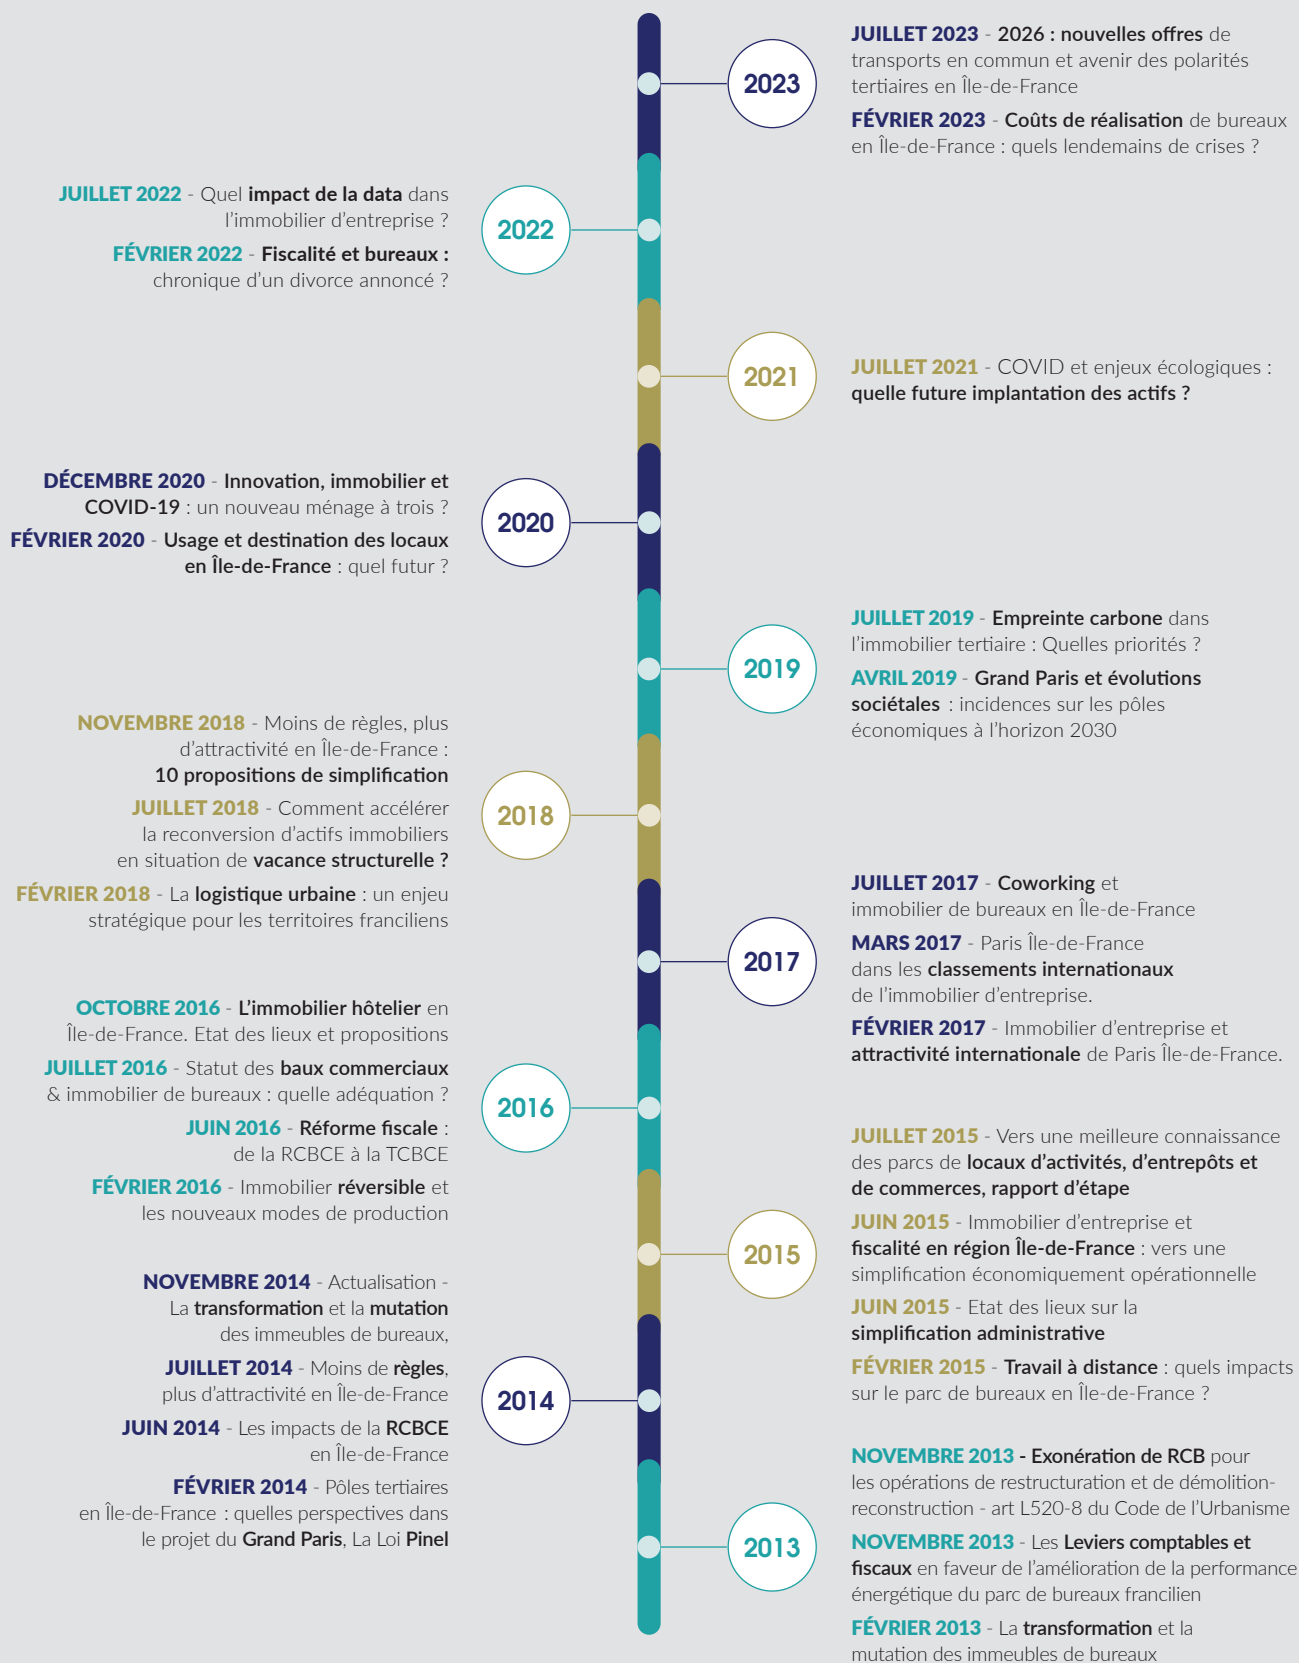 2023
JUILLET 2023 - 2026 : nouvelles offres de
transports en commun et avenir des polarités
tertiaires en Île-de-France
FÉVRIER 2023 - Coûts de réalisation de bureaux
en Île-de-France : quels lendemains de crises ?
JUILLET 2022 - Quel impact de la data dans
l'immobilier d'entreprise ?
FÉVRIER 2022 - Fiscalité et bureaux :
chronique d'un divorce annoncé ?
2022
2021
JUILLET 2021 - COVID et enjeux écologiques :
quelle future implantation des actifs ?
DÉCEMBRE 2020 - Innovation, immobilier et
COVID-19 : un nouveau ménage à trois ?
FÉVRIER 2020 - Usage et destination des locaux
en Île-de-France : quel futur ?
2020
2019
JUILLET 2019 - Empreinte carbone dans
l'immobilier tertiaire : Quelles priorités ?
AVRIL 2019 - Grand Paris et évolutions
sociétales : incidences sur les pôles
économiques à l'horizon 2030
NOVEMBRE 2018 - Moins de règles, plus
d'attractivité en Île-de-France :
10 propositions de simplification
JUILLET 2018 - Comment accélérer
la reconversion d'actifs immobiliers
en situation de vacance structurelle ?
FÉVRIER 2018 - La logistique urbaine : un enjeu
stratégique pour les territoires franciliens
2018
2017
JUILLET 2017 - Coworking et
immobilier de bureaux en Île-de-France
MARS 2017 - Paris Île-de-France
dans les classements internationaux
de l'immobilier d'entreprise.
FÉVRIER 2017 - Immobilier d'entreprise et
attractivité internationale de Paris Île-de-France.
OCTOBRE 2016 - L'immobilier hôtelier en
Île-de-France. Etat des lieux et propositions
JUILLET 2016 - Statut des baux commerciaux
& immobilier de bureaux : quelle adéquation ?
JUIN 2016 - Réforme fiscale :
de la RCBCE à la TCBCE
FÉVRIER 2016 - Immobilier réversible et
les nouveaux modes de production
2016
2015
JUILLET 2015 - Vers une meilleure connaissance
des parcs de locaux d'activités, d'entrepôts et
de commerces, rapport d'étape
JUIN 2015 - Immobilier d'entreprise et
fiscalité en région Île-de-France : vers une
simplification économiquement opérationnelle
JUIN 2015 - Etat des lieux sur la
simplification administrative
FÉVRIER 2015 - Travail à distance : quels impacts
sur le parc de bureaux en Île-de-France ?
NOVEMBRE 2014 - Actualisation -
La transformation et la mutation
des immeubles de bureaux,
JUILLET 2014 - Moins de règles,
plus d'attractivité en Île-de-France
JUIN 2014 - Les impacts de la RCBCE
en Île-de-France
FÉVRIER 2014 - Pôles tertiaires
en Île-de-France : quelles perspectives dans
le projet du Grand Paris, La Loi Pinel
2014
2013
NOVEMBRE 2013 - Exonération de RCB pour
les opérations de restructuration et de démolition-
reconstruction - art L520-8 du Code de l'Urbanisme
NOVEMBRE 2013 - Les Leviers comptables et
fiscaux en faveur de l'amélioration de la performance
énergétique du parc de bureaux francilien
FÉVRIER 2013 - La transformation et la
mutation des immeubles de bureaux